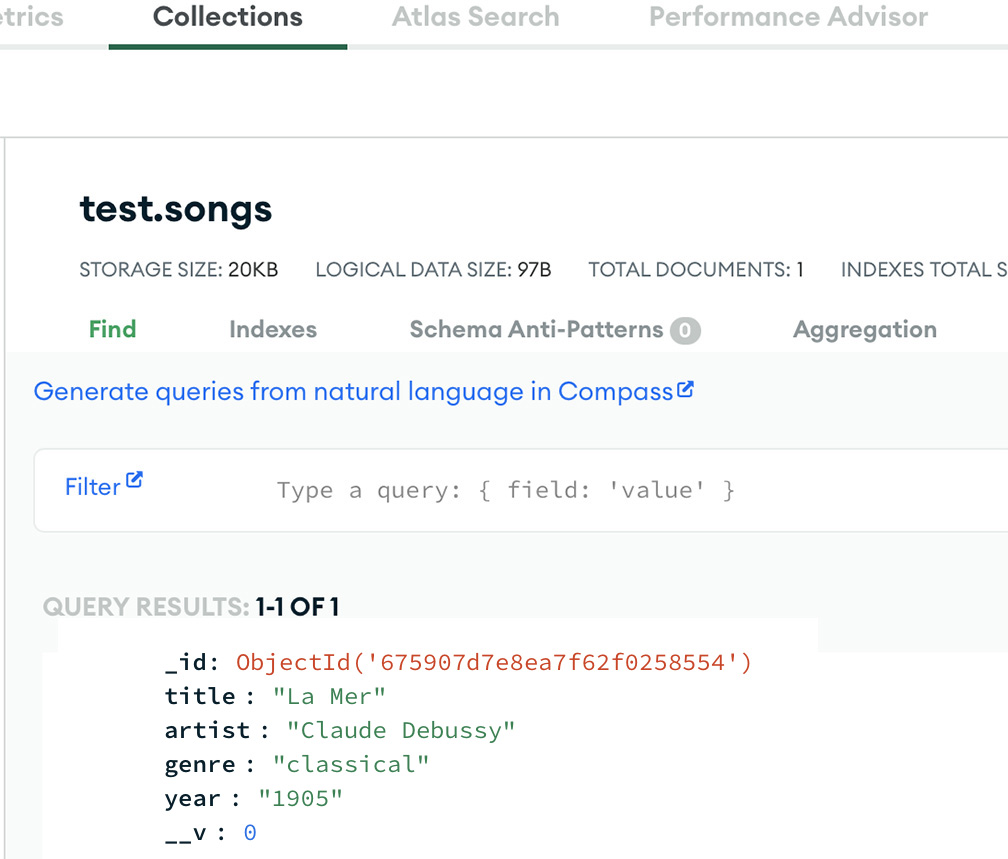 etrics Collections Atlas Search Performance Advisor
test.songs
STORAGE SIZE: 20KB LOGICAL DATA SIZE: 97B TOTAL DOCUMENTS: 1 INDEXES TOTAL S
Find Indexes Schema Anti-Patterns 0 Aggregation
Generate queries from natural language in Compass
Filter Type a query: { field: 'value' }
QUERY RESULTS: 1-1 OF 1
_id: ObjectId('675907d7e8ea7f62f0258554')
title : "La Mer"
artist : "Claude Debussy"
genre : "classical"
year : "1905"
__v : 0